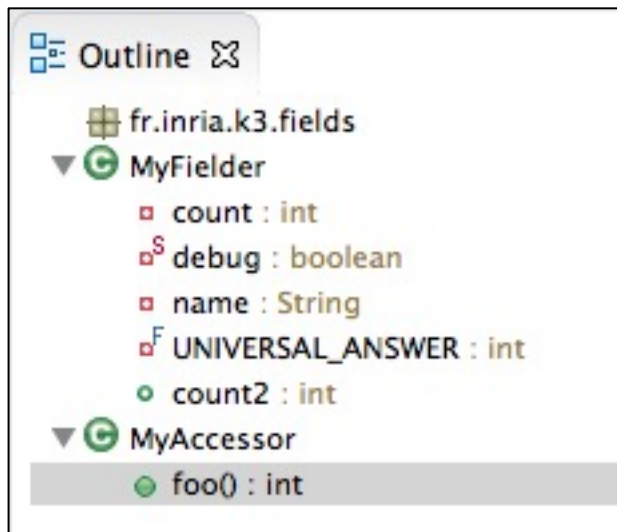 Outline
fr.inria.k3.fields
C MyFielder
count : int
S debug : boolean
name : String
F UNIVERSAL_ANSWER : int
count2 : int
C MyAccessor
foo() : int